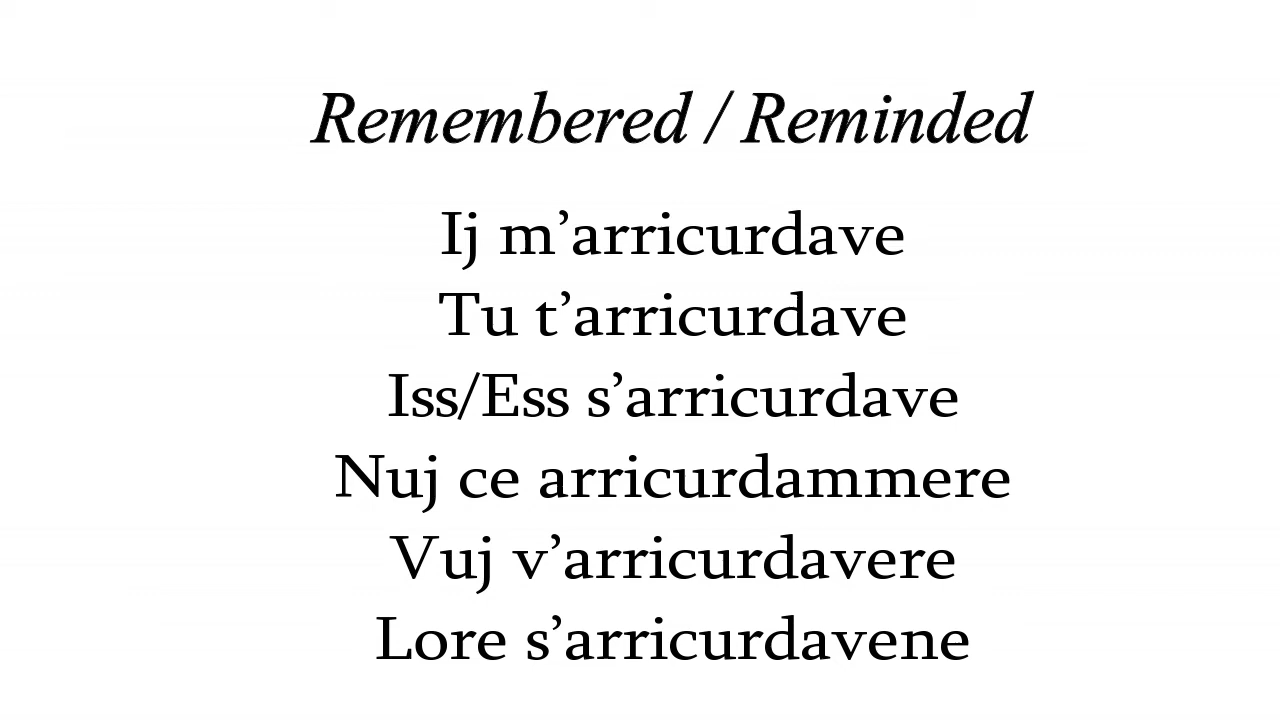 Remembered / Reminded
Ij m’arricurdave
Tu t’arricurdave
Iss/Ess s’arricurdave
Nuj ce arricurdammere
Vuj v’arricurdavere
Lore s’arricurdavene